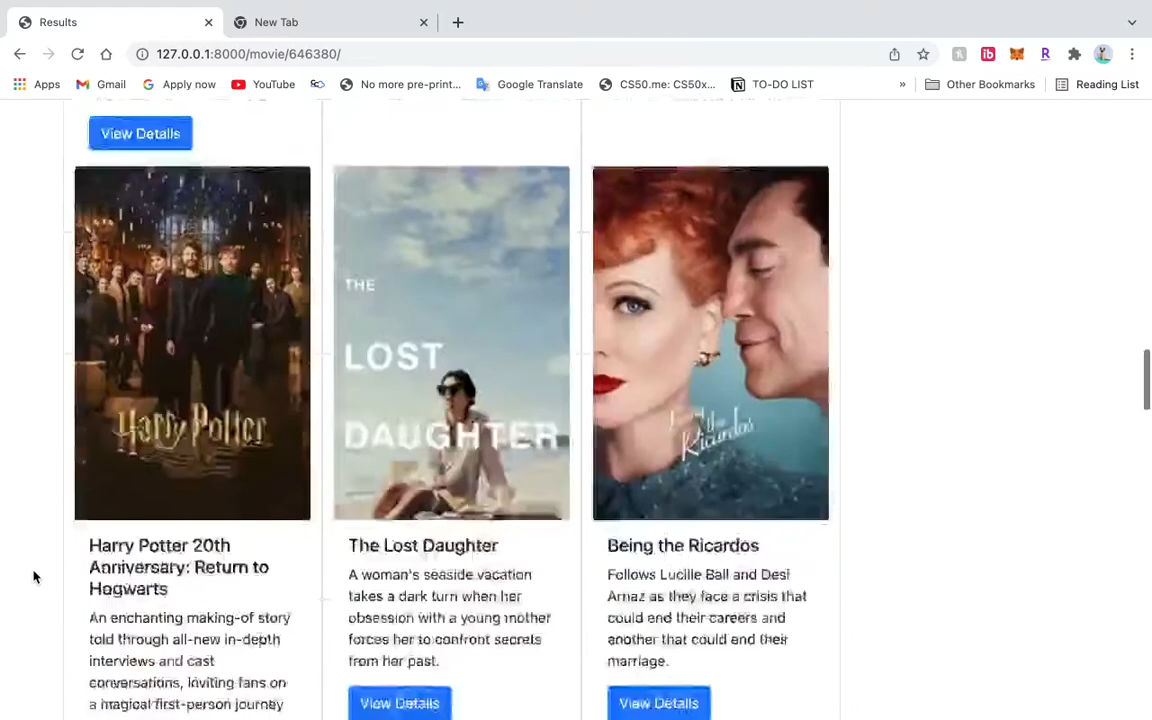 Results
New Tab
127.0.0.1:8000/movie/646380/
Apps
Gmail
Apply now
YouTube
No more pre-print...
Google Translate
CS50.me: CS50x...
TO-DO LIST
»
Other Bookmarks
Reading List
View Details
Harry Potter
THE
LOST
DAUGHTER
Being the
Ricardos
Harry Potter 20th
Anniversary: Return to
Hogwarts
An enchanting making-of story
told through all-new in-depth
interviews and cast
conversations, inviting fans on
a magical first-person journey
The Lost Daughter
A woman's seaside vacation
takes a dark turn when her
obsession with a young mother
forces her to confront secrets
from her past.
View Details
Being the Ricardos
Follows Lucille Ball and Desi
Arnaz as they face a crisis that
could end their careers and
another that could end their
marriage.
View Details